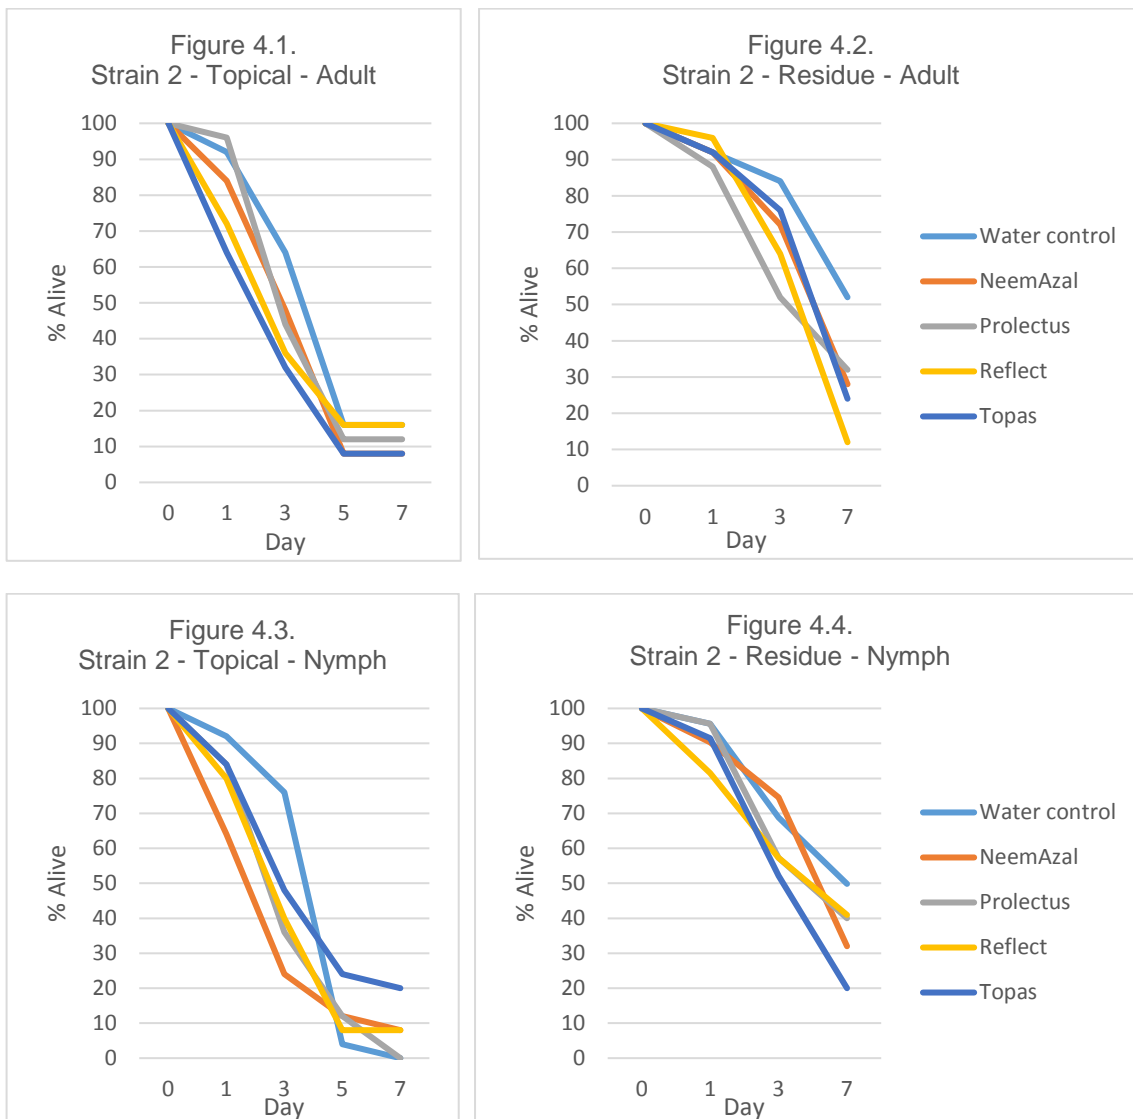 Figure 4.1.
Strain 2 - Topical - Adult
% Alive
100
90
80
70
60
50
40
30
20
10
0
0 1 3 5 7
Day
Figure 4.2.
Strain 2 - Residue - Adult
% Alive
100
90
80
70
60
50
40
30
20
10
0
0 1 3 7
Day
Water control
NeemAzal
Prolectus
Reflect
Topas
Figure 4.3.
Strain 2 - Topical - Nymph
% Alive
100
90
80
70
60
50
40
30
20
10
0
0 1 3 5 7
Day
Figure 4.4.
Strain 2 - Residue - Nymph
% Alive
100
90
80
70
60
50
40
30
20
10
0
0 1 3 7
Day
Water control
NeemAzal
Prolectus
Reflect
Topas